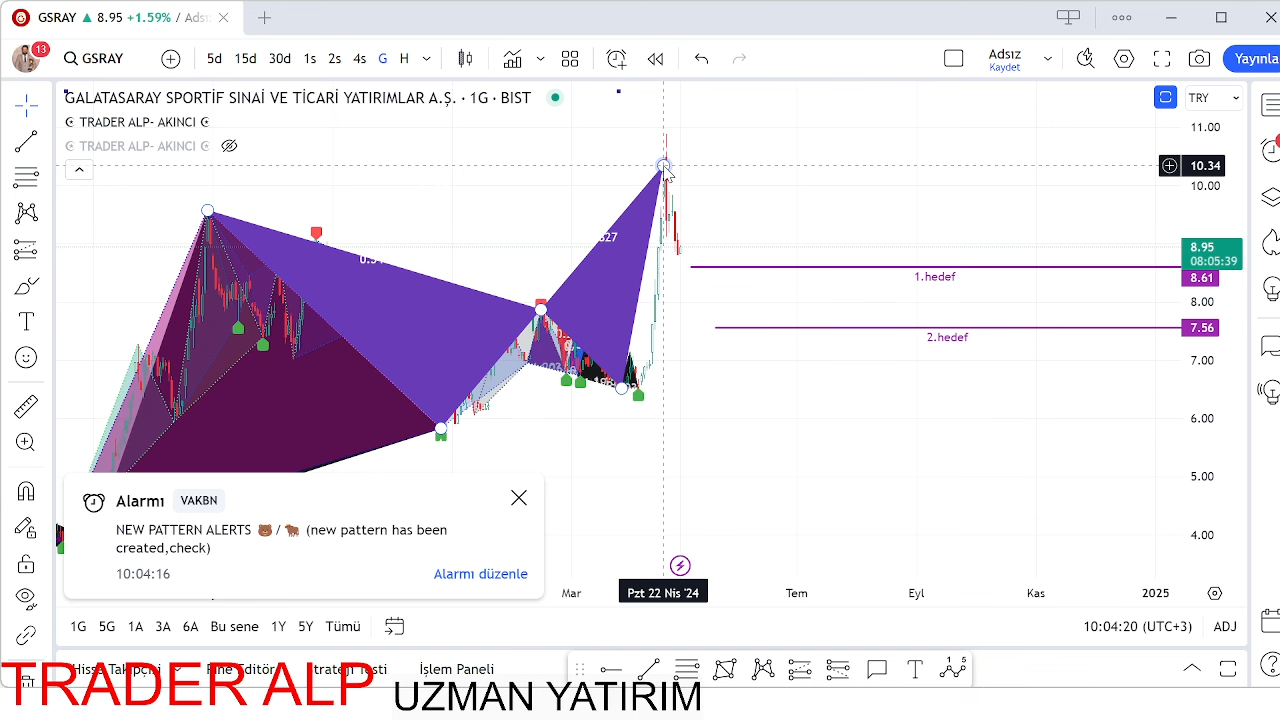 GSRAY ▲ 8.95 +1.59% / Adsız
13
GSRAY 5d 15d 30d 1s 2s 4s G H Adsız Kaydet Yayınla
GALATASARAY SPORTİF SINAİ VE TİCARİ YATIRIMLAR A.Ş. · 1G · BIST
TRY
TRADER ALP- AKINCI
TRADER ALP- AKINCI
11.00
10.34
10.00
8.95
08:05:39
1.hedef
8.61
8.00
2.hedef
7.56
7.00
6.00
5.00
4.00
Alarmı VAKBN
NEW PATTERN ALERTS 🐻 / 🐂 (new pattern has been
created,check)
10:04:16 Alarmı düzenle
Mar Pzt 22 Nis '24 Tem Eyl Kas 2025
1G 5G 1A 3A 6A Bu sene 1Y 5Y Tümü 10:04:20 (UTC+3) ADJ
İşlem Paneli
TRADER ALP UZMAN YATIRIM